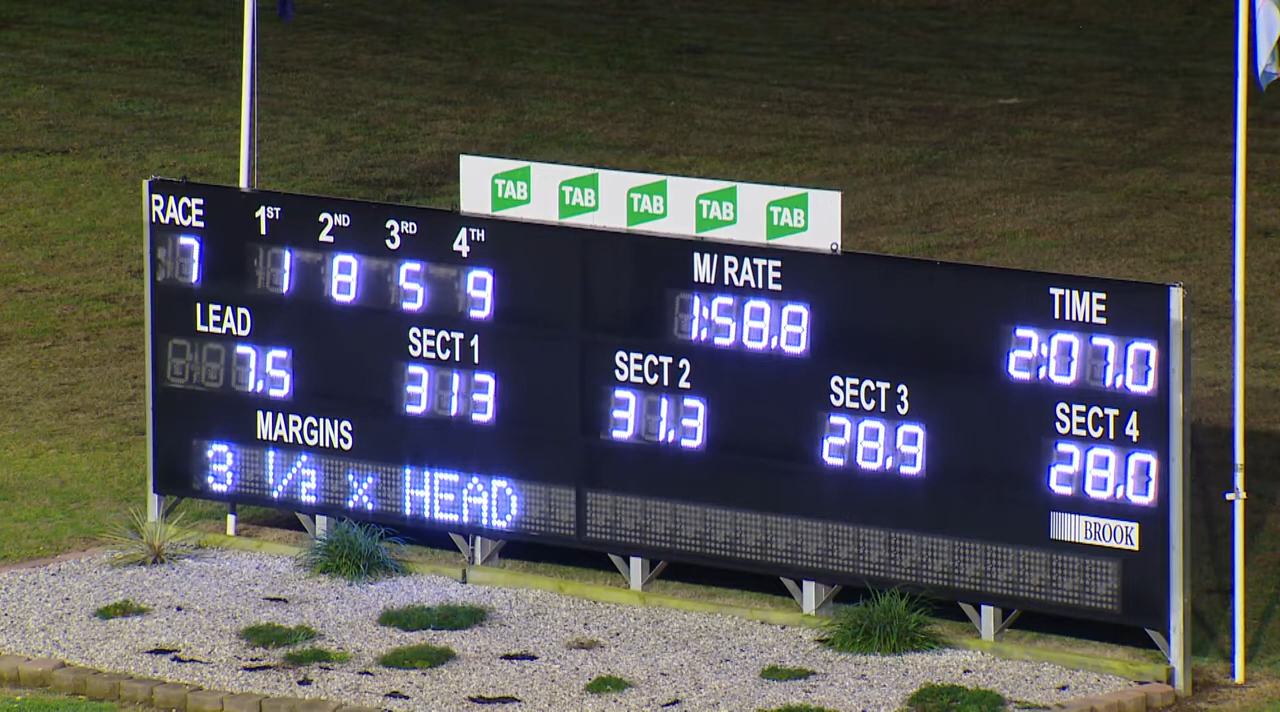 TAB TAB TAB TAB TAB
RACE 1ST 2ND 3RD 4TH
7 1 8 5 9
M/ RATE
1:58.8
TIME
2:07.0
LEAD
7.5
SECT 1
313
SECT 2
31.3
SECT 3
28.9
SECT 4
28.0
MARGINS
3 1/2 x HEAD
BROOK